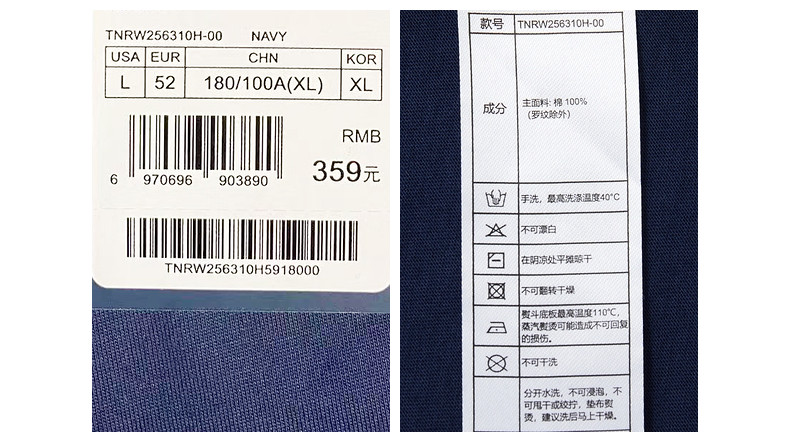 TNRW256310H-00 NAVY
USA EUR CHN KOR
L 52 180/100A(XL) XL
RMB
359元
6 970696 903890
TNRW256310H5918000
款号 TNRW256310H-00
成分 主面料: 棉 100%
(罗纹除外)
手洗，最高洗涤温度40°C
不可漂白
在阴凉处平摊晾干
不可翻转干燥
熨斗底板最高温度110°C，
蒸汽熨烫可能造成不可回复
的损伤。
不可干洗
分开水洗，不可浸泡，不
可甩干或绞拧，垫布熨
烫，建议洗后马上干燥。